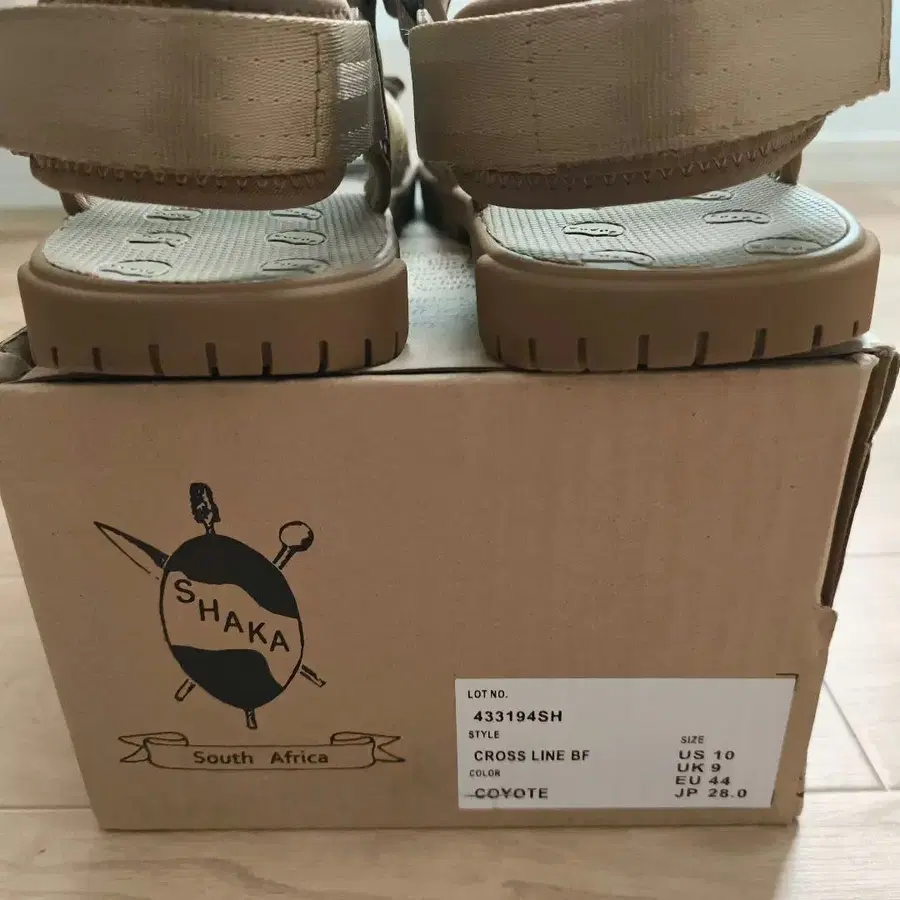 SHAKA
South Africa
LOT NO.
433194SH
STYLE
CROSS LINE BF
COLOR
COYOTE
SIZE
US 10
UK 9
EU 44
JP 28.0